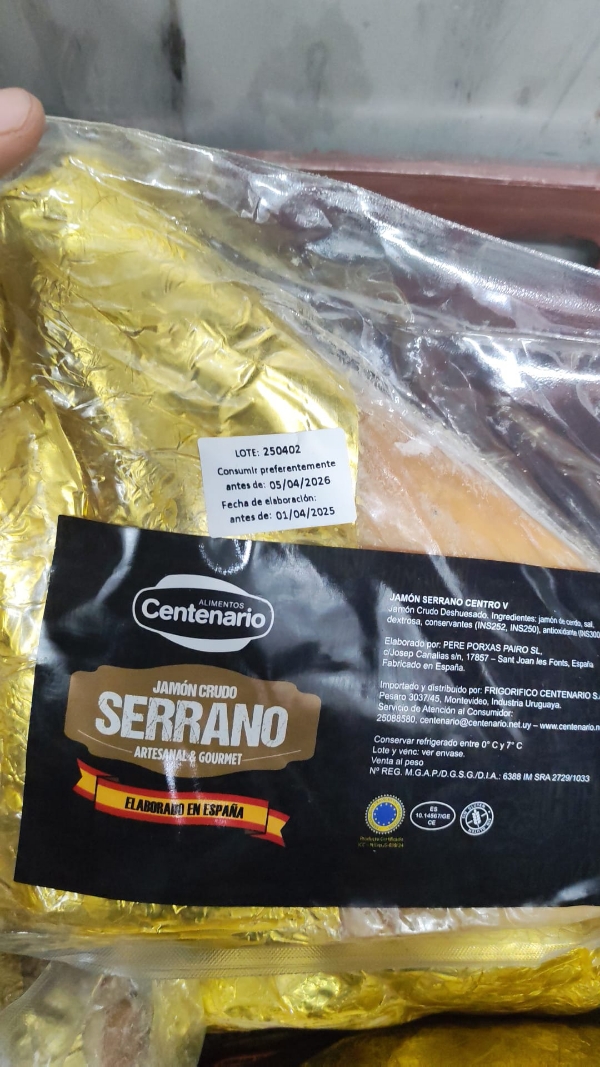 LOTE: 250402
Consumir preferentemente
antes de: 05/04/2026
Fecha de elaboración:
antes de: 01/04/2025
ALIMENTOS
Centenario
JAMÓN CRUDO
SERRANO
ARTESANAL & GOURMET
ELABORADO EN ESPAÑA
JAMÓN SERRANO CENTRO V
Jamón Crudo Deshuesado. Ingredientes: jamón de cerdo, sal,
dextrosa, conservantes (INS252, INS250), antioxidante (INS300
Elaborado por: PERE PORXAS PAIRO SL,
c/Josep Canalias s/n, 17857 – Sant Joan les Fonts, España
Fabricado en España.
Importado y distribuido por: FRIGORIFICO CENTENARIO S.A
Pesaro 3037/45, Montevideo, Industria Uruguaya.
Servicio de Atención al Consumidor:
25088580, centenario@centenario.net.uy – www.centenario.n
Conservar refrigerado entre 0° C y 7° C
Lote y venc: ver envase.
Venta al peso
Nº REG. M.G.A.P./D.G.S.G./D.I.A.: 6388 IM SRA 2729/1033
ES
10.14567/GE
CE